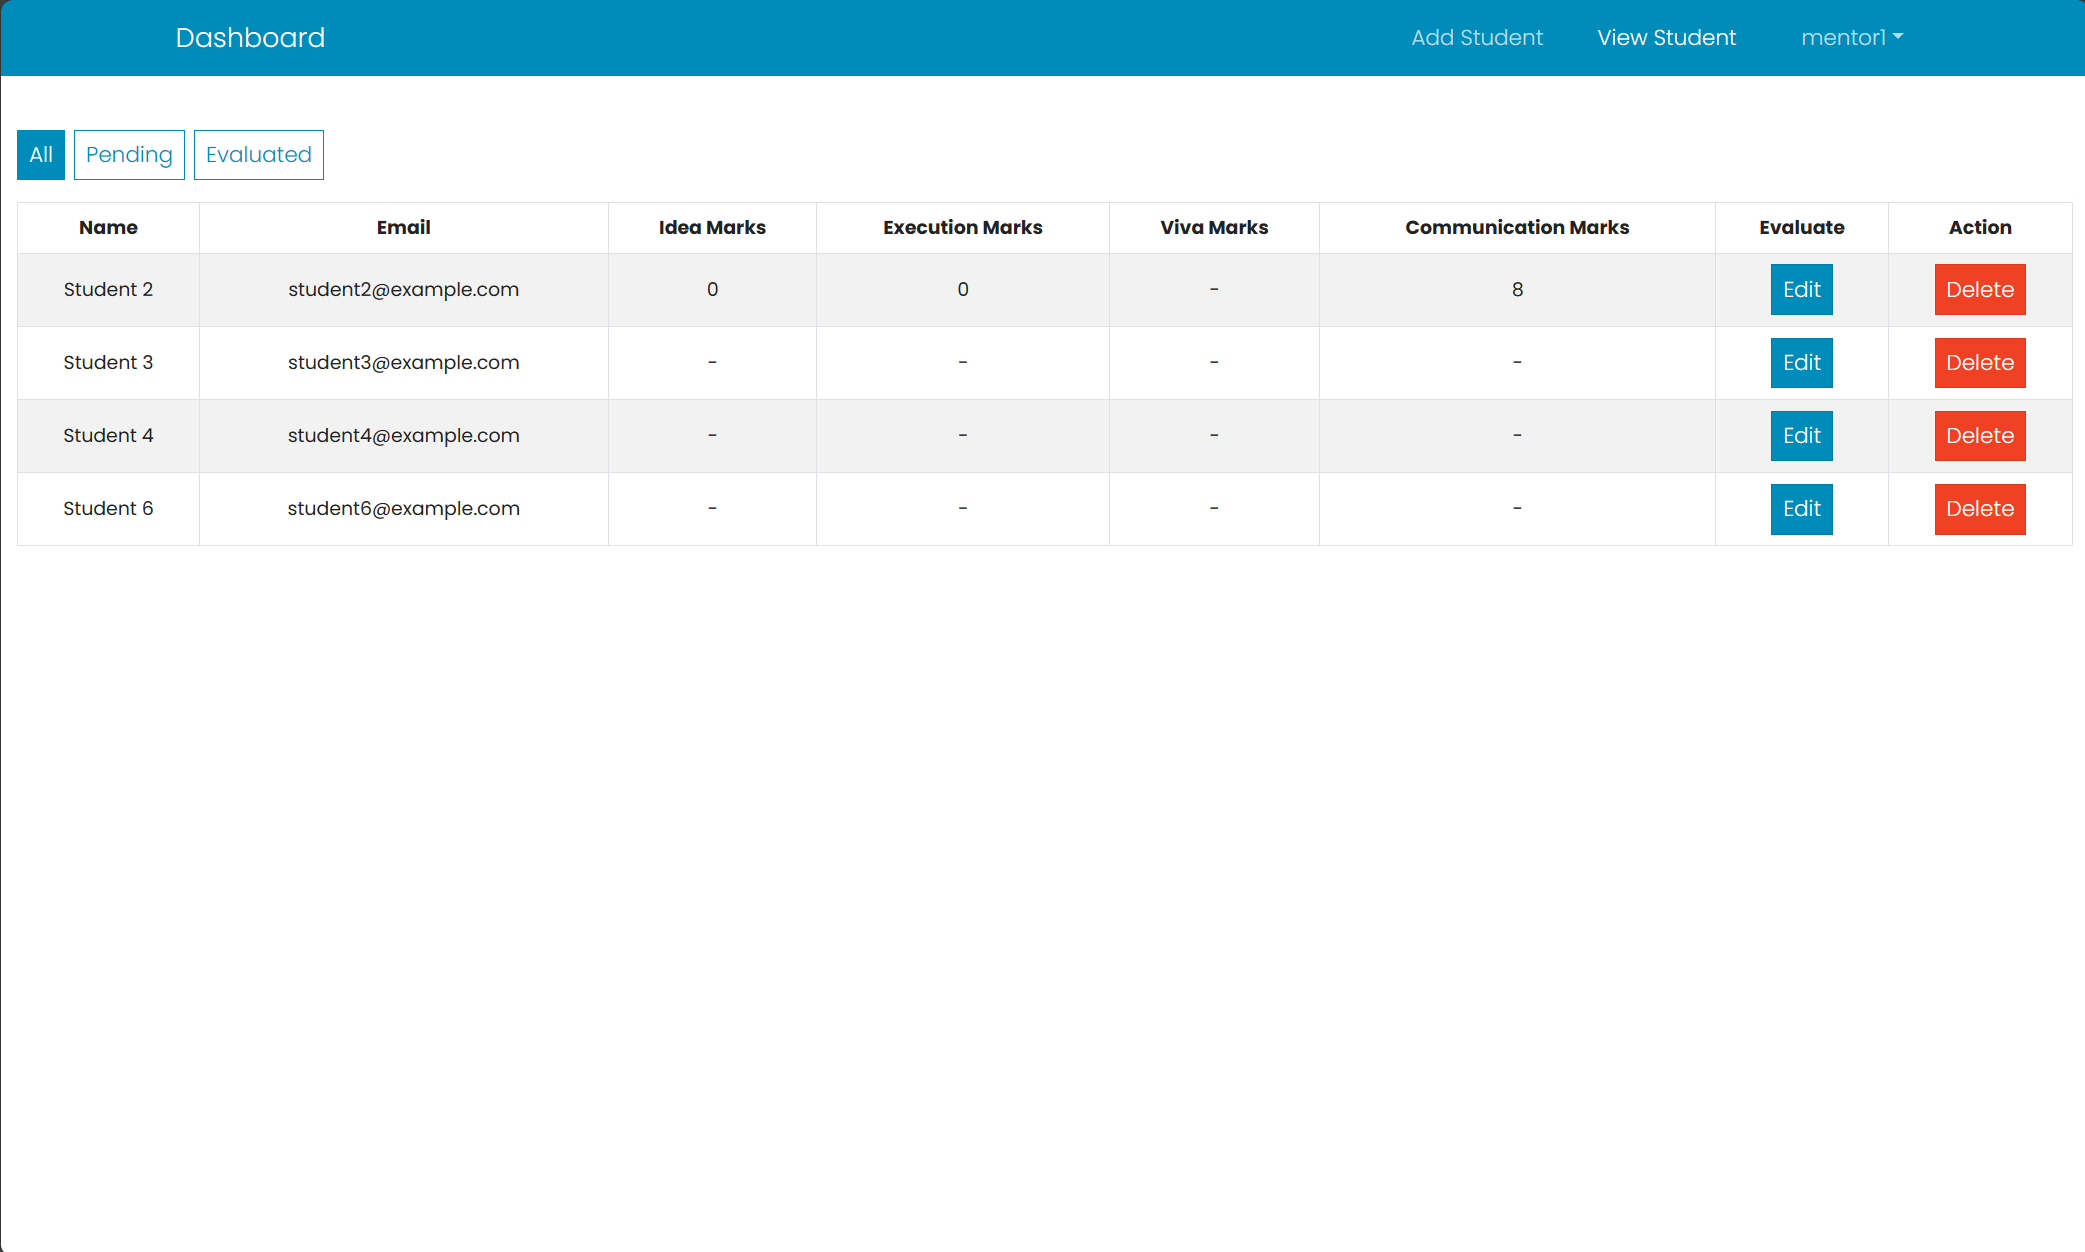 Dashboard Add Student View Student mentor1
All Pending Evaluated
Name Email Idea Marks Execution Marks Viva Marks Communication Marks Evaluate Action
Student 2 student2@example.com 0 0 - 8 Edit Delete
Student 3 student3@example.com - - - - Edit Delete
Student 4 student4@example.com - - - - Edit Delete
Student 6 student6@example.com - - - - Edit Delete